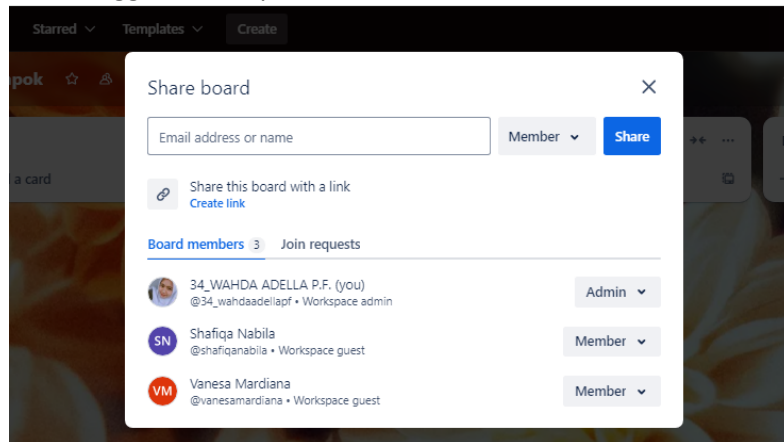 Starred Templates Create
pok
Share board
Email address or name Member Share
a card
Share this board with a link
Create link
Board members 3 Join requests
34_WAHDA ADELLA P.F. (you) Admin
@34_wahdaadellapf • Workspace admin
SN Shafiqa Nabila Member
@shafiqanabila • Workspace guest
VM Vanesa Mardiana Member
@vanesamardiana • Workspace guest